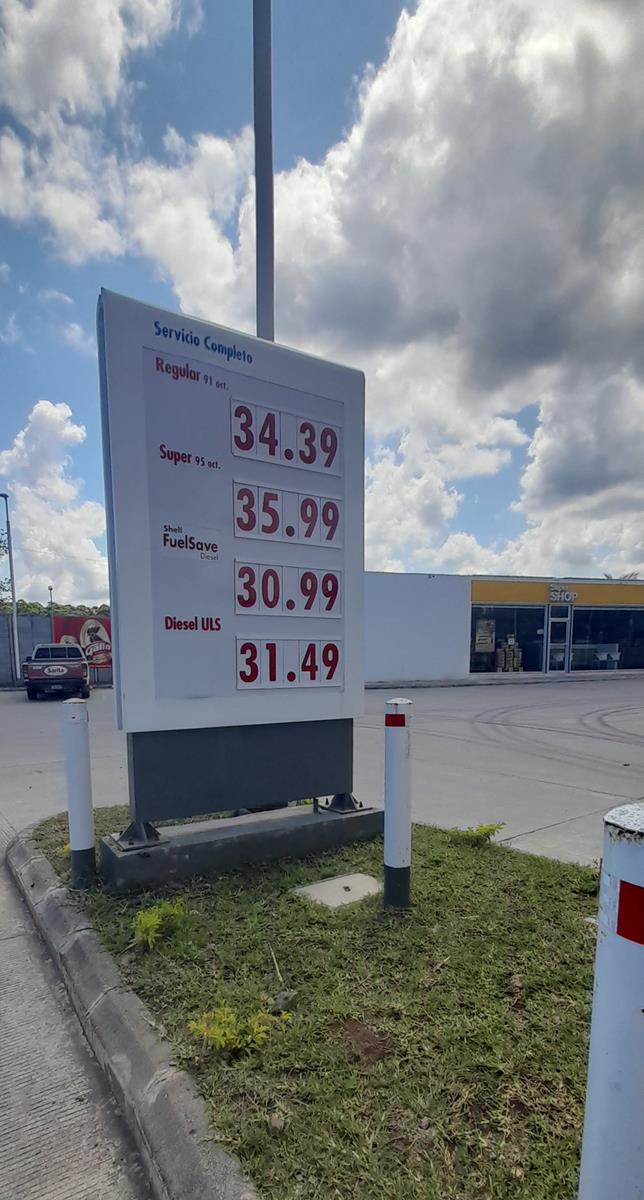 Servicio Completo
Regular 91 oct.
34.39
Super 95 oct.
35.99
Shell
FuelSave
Diesel
30.99
Diesel ULS
31.49
SHOP
Gallo